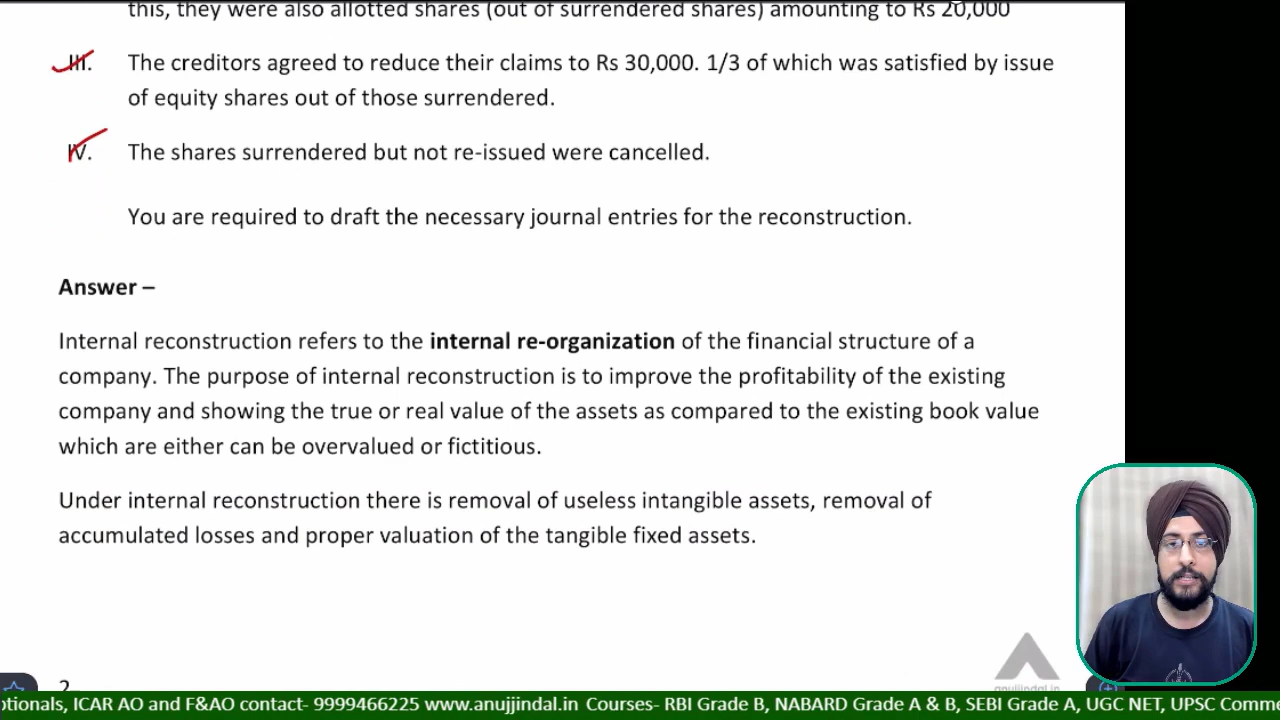 this, they were also allotted shares (out of surrendered shares) amounting to Rs 20,000
III. The creditors agreed to reduce their claims to Rs 30,000. 1/3 of which was satisfied by issue
of equity shares out of those surrendered.
IV. The shares surrendered but not re-issued were cancelled.
You are required to draft the necessary journal entries for the reconstruction.
Answer –
Internal reconstruction refers to the internal re-organization of the financial structure of a
company. The purpose of internal reconstruction is to improve the profitability of the existing
company and showing the true or real value of the assets as compared to the existing book value
which are either can be overvalued or fictitious.
Under internal reconstruction there is removal of useless intangible assets, removal of
accumulated losses and proper valuation of the tangible fixed assets.
anujjindal.in
2
tionals, ICAR AO and F&AO contact- 9999466225 www.anujjindal.in Courses- RBI Grade B, NABARD Grade A & B, SEBI Grade A, UGC NET, UPSC Comme